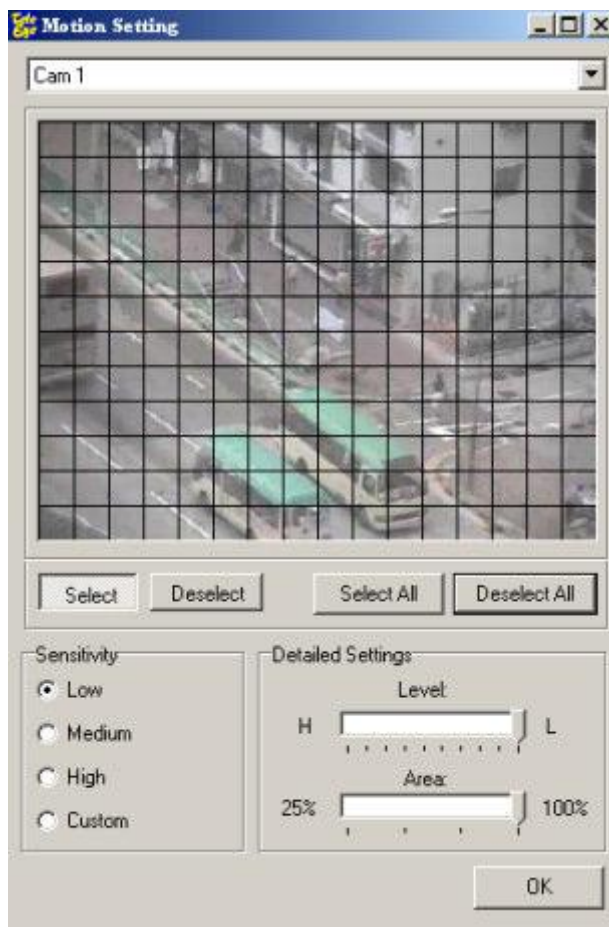 Motion Setting
Cam 1
Select Deselect Select All Deselect All
Sensitivity
Low
Medium
High
Custom
Detailed Settings
Level:
H L
Area:
25% 100%
OK